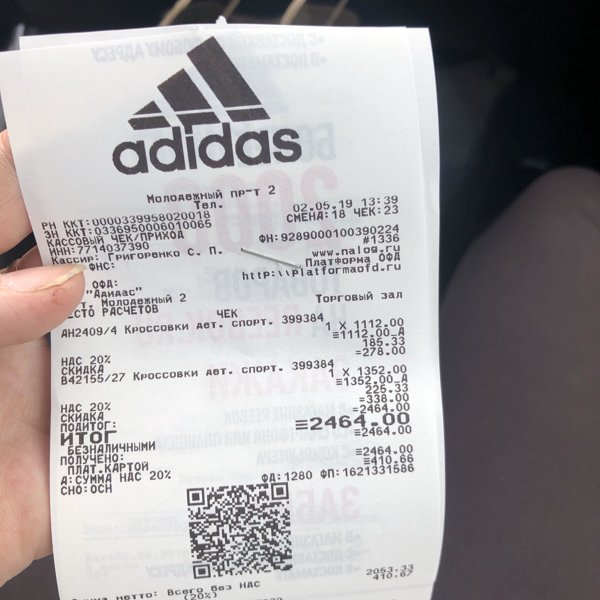 adidas
Молодежный пр-т 2
Тел.
02.05.19 13:39
РН ККТ:0000339958020018
СМЕНА:18 ЧЕК:23
ЗН ККТ:0336950006010065
КАССОВЫЙ ЧЕК/ПРИХОД
ФН:9289000100390224
ИНН:7714037390
#1336
Кассир: Григоренко С. П.
www.nalog.ru
ФНС:
Платформа ОФД
ОФД:
http:\\platformaofd.ru
"Адидас"
т. Молодежный 2
Торговый зал
ЕСТО РАСЧЕТОВ
ЧЕК
АН2409/4 Кроссовки дет. спорт. 399384
1 X 1112.00
≡1112.00_А
НДС 20%
185.33
СКИДКА
=278.00
B42155/27 Кроссовки дет. спорт. 399384
1 X 1352.00
≡1352.00_А
НДС 20%
225.33
СКИДКА
=338.00
ПОДИТОГ:
=2464.00
ИТОГ
≡2464.00
БЕЗНАЛИЧНЫМИ
=2464.00
ПОЛУЧЕНО:
ПЛАТ.КАРТОЙ
=2464.00
А:СУММА НДС 20%
≡410.66
СНО:ОСН
ФД:1280 ФП:1621331586
2053.33
410.67
Сумма нетто: Всего без НДС
(20%)